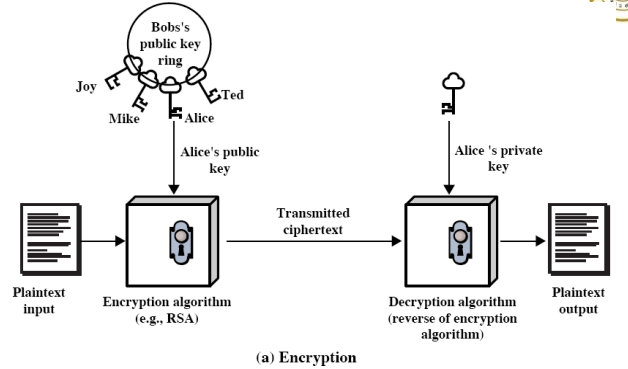 Bobs's
public key
ring
Joy
Ted
Mike
Alice
Alice's public
key
Alice 's private
key
Transmitted
ciphertext
Plaintext
input
Encryption algorithm
(e.g., RSA)
Decryption algorithm
(reverse of encryption
algorithm)
Plaintext
output
(a) Encryption